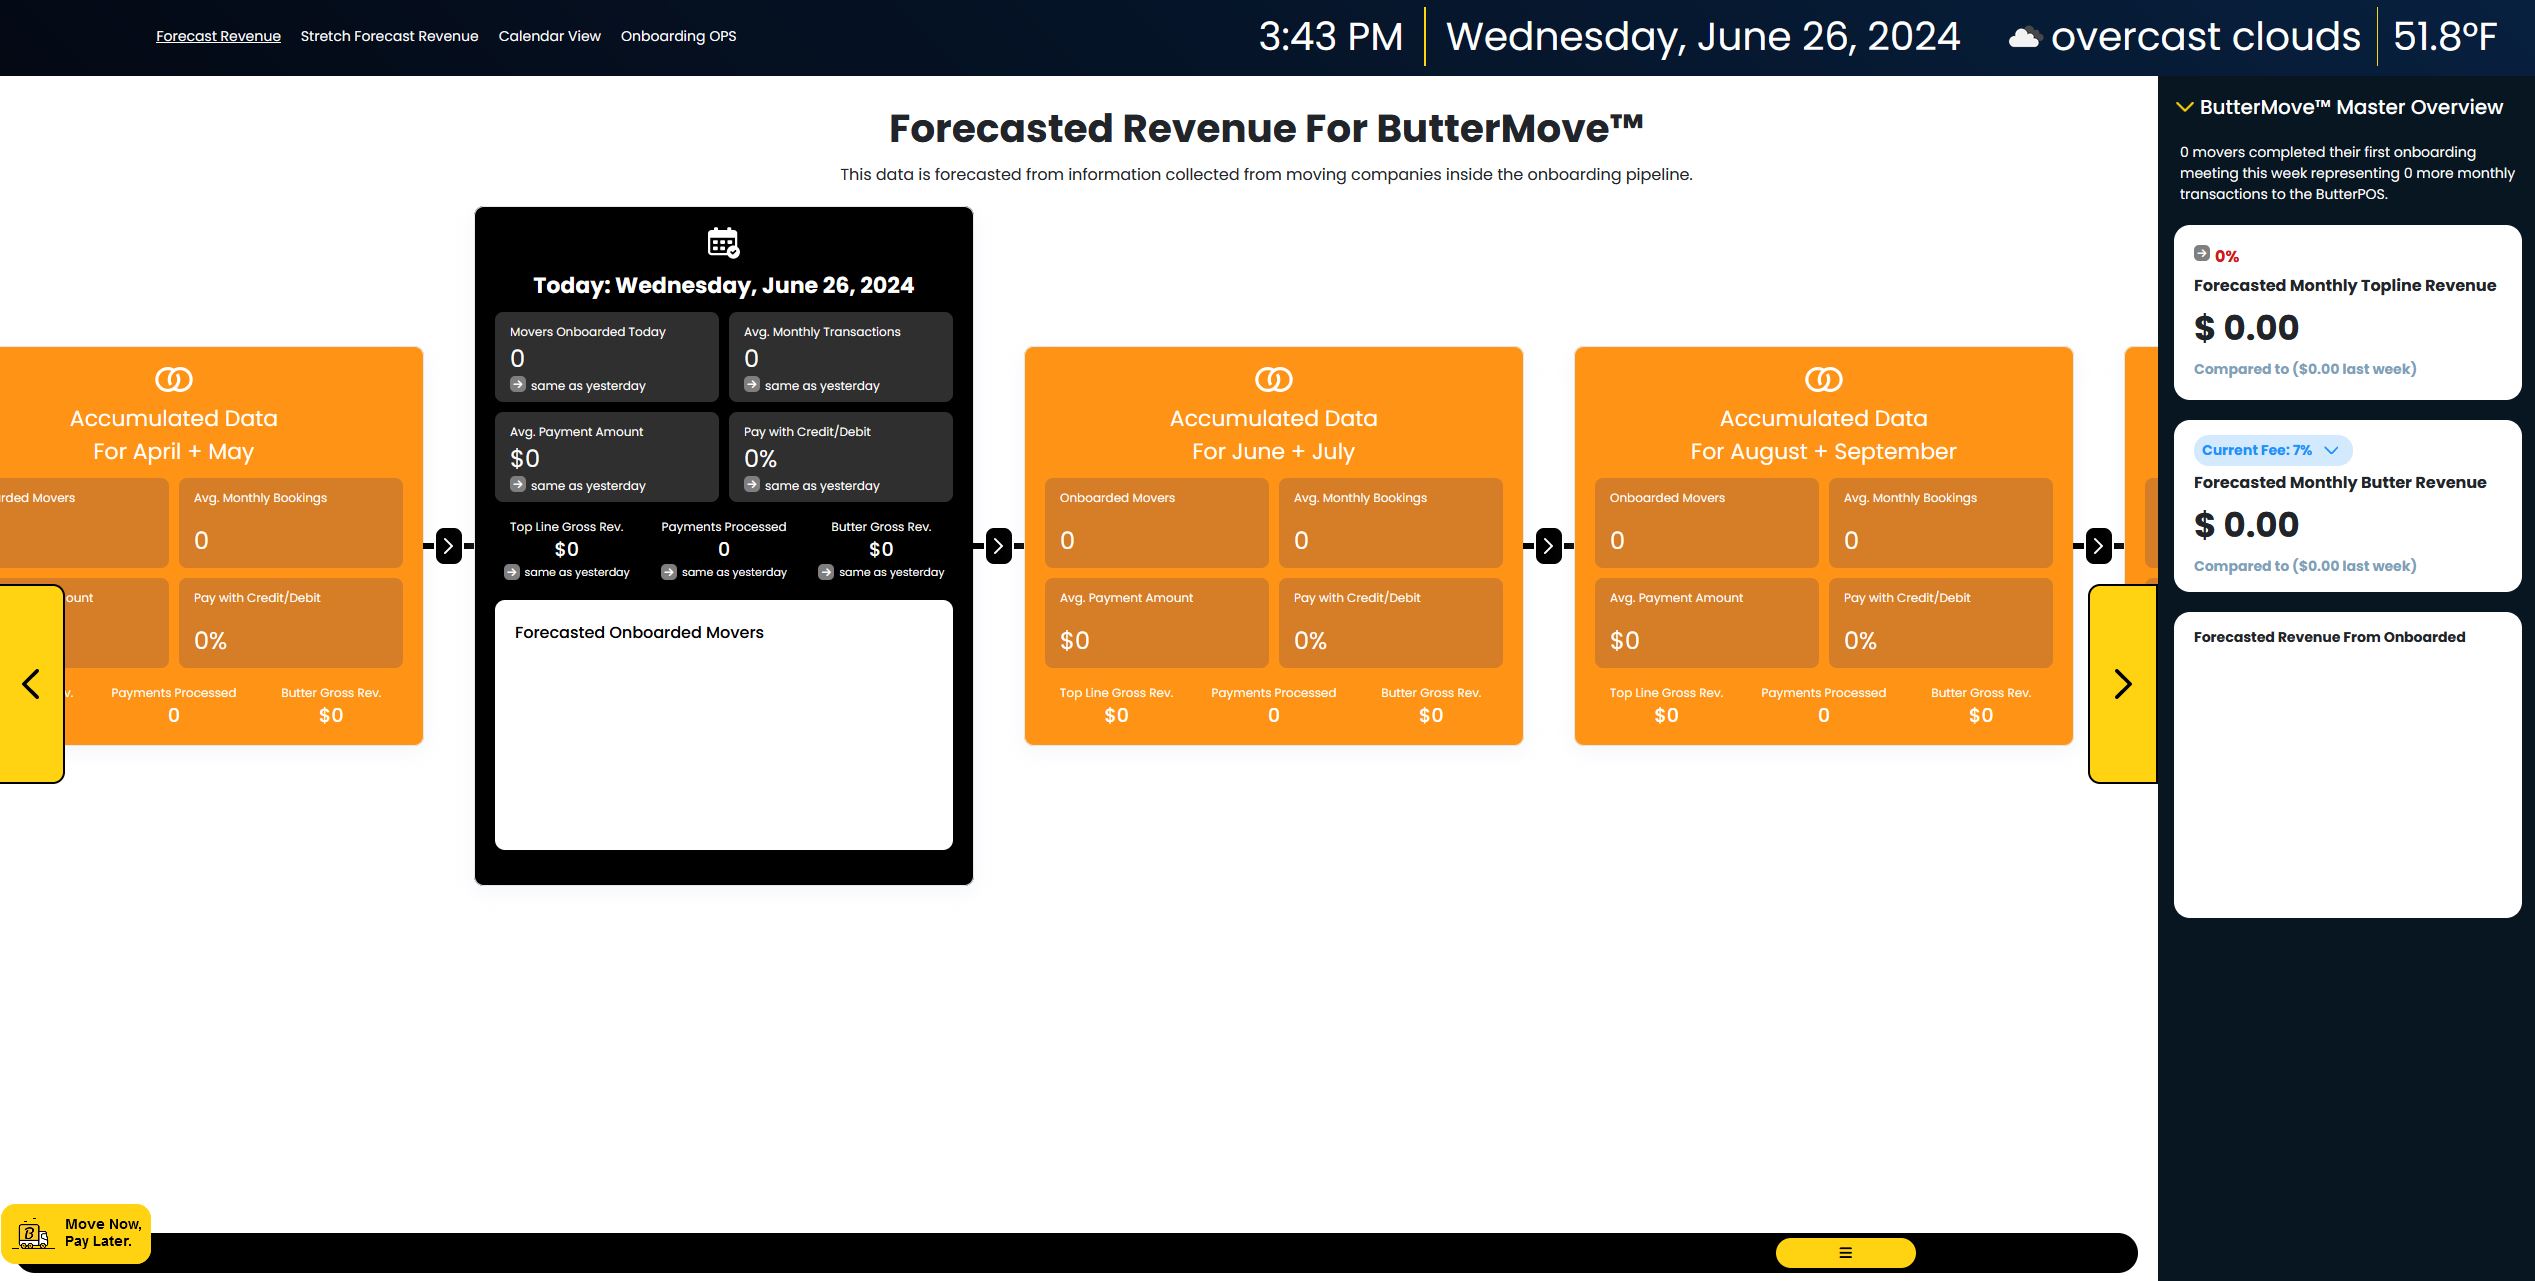 Forecast Revenue
Stretch Forecast Revenue
Calendar View
Onboarding OPS
3:43 PM
Wednesday, June 26, 2024
overcast clouds
51.8°F
Forecasted Revenue For ButterMove™
This data is forecasted from information collected from moving companies inside the onboarding pipeline.
Accumulated Data
For April + May
rded Movers
Avg. Monthly Bookings
0
ount
Pay with Credit/Debit
0%
v.
Payments Processed
0
Butter Gross Rev.
$0
Today: Wednesday, June 26, 2024
Movers Onboarded Today
0
same as yesterday
Avg. Monthly Transactions
0
same as yesterday
Avg. Payment Amount
$0
same as yesterday
Pay with Credit/Debit
0%
same as yesterday
Top Line Gross Rev.
$0
same as yesterday
Payments Processed
0
same as yesterday
Butter Gross Rev.
$0
same as yesterday
Forecasted Onboarded Movers
Accumulated Data
For June + July
Onboarded Movers
0
Avg. Monthly Bookings
0
Avg. Payment Amount
$0
Pay with Credit/Debit
0%
Top Line Gross Rev.
$0
Payments Processed
0
Butter Gross Rev.
$0
Accumulated Data
For August + September
Onboarded Movers
0
Avg. Monthly Bookings
0
Avg. Payment Amount
$0
Pay with Credit/Debit
0%
Top Line Gross Rev.
$0
Payments Processed
0
Butter Gross Rev.
$0
ButterMove™ Master Overview
0 movers completed their first onboarding
meeting this week representing 0 more monthly
transactions to the ButterPOS.
0%
Forecasted Monthly Topline Revenue
$ 0.00
Compared to ($0.00 last week)
Current Fee: 7%
Forecasted Monthly Butter Revenue
$ 0.00
Compared to ($0.00 last week)
Forecasted Revenue From Onboarded
B
Move Now,
Pay Later.